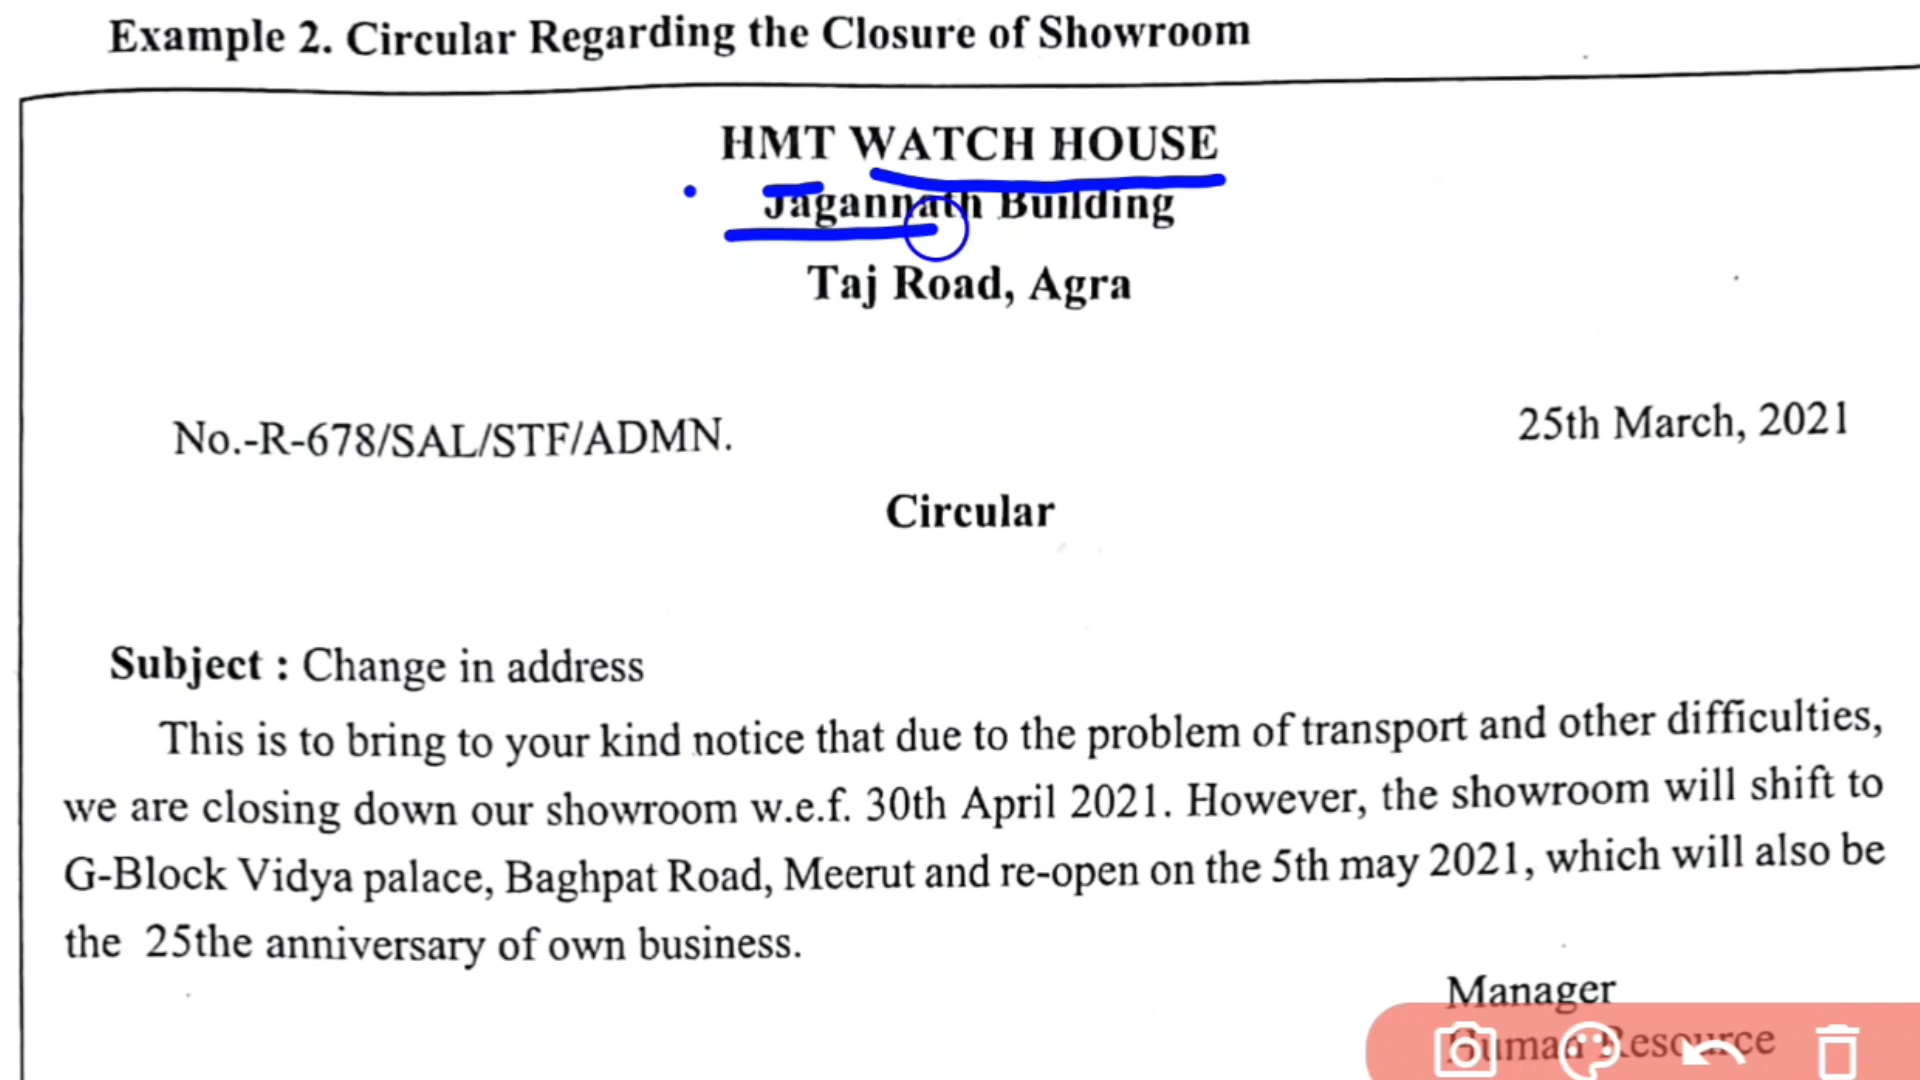 Example 2. Circular Regarding the Closure of Showroom
HMT WATCH HOUSE
Jagannath Building
Taj Road, Agra
No.-R-678/SAL/STF/ADMN. 25th March, 2021
Circular
Subject : Change in address
This is to bring to your kind notice that due to the problem of transport and other difficulties,
we are closing down our showroom w.e.f. 30th April 2021. However, the showroom will shift to
G-Block Vidya palace, Baghpat Road, Meerut and re-open on the 5th may 2021, which will also be
the 25the anniversary of own business.
Manager
Human Resource